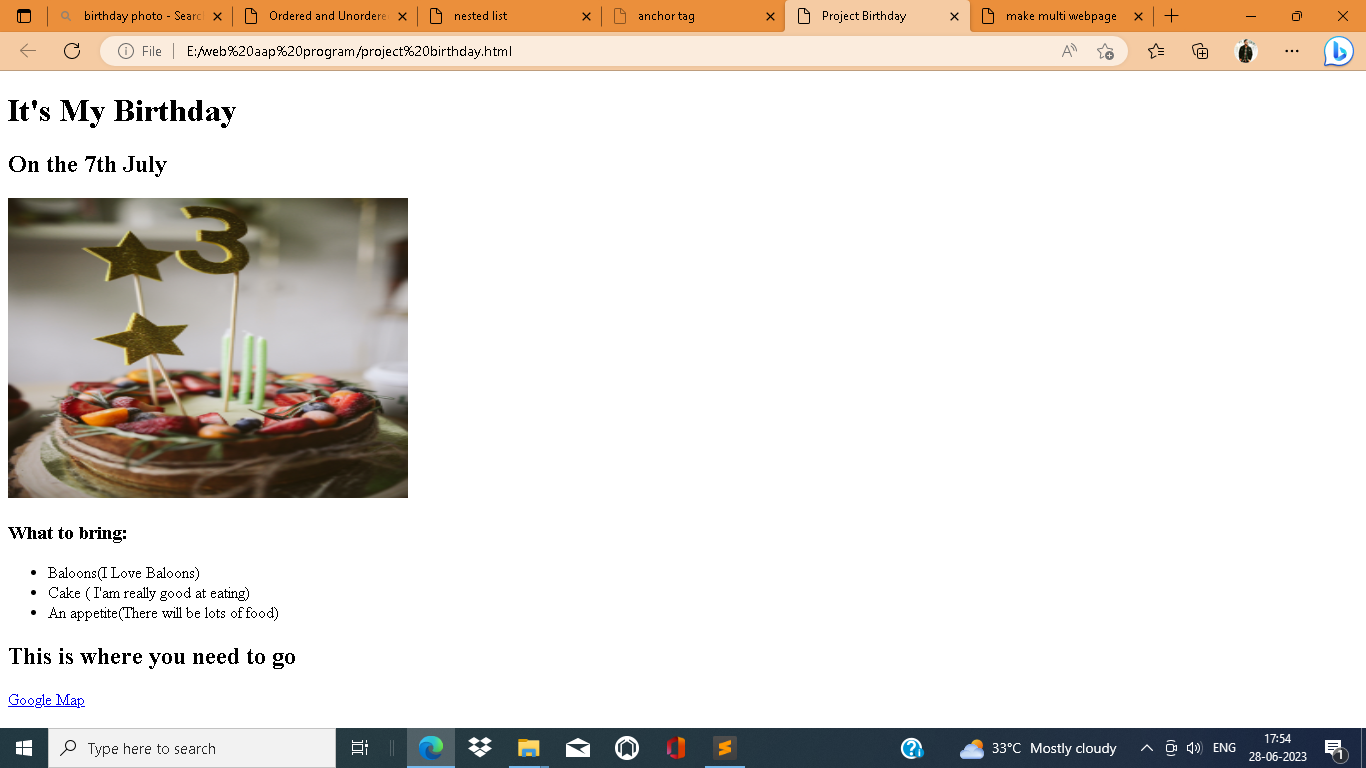 birthday photo - Searc
Ordered and Unordere
nested list
anchor tag
Project Birthday
make multi webpage
File
E:/web%20aap%20program/project%20birthday.html
It's My Birthday
On the 7th July
3
What to bring:
Baloons(I Love Baloons)
Cake ( I'am really good at eating)
An appetite(There will be lots of food)
This is where you need to go
Google Map
Type here to search
33°C Mostly cloudy
ENG
17:54
28-06-2023
1